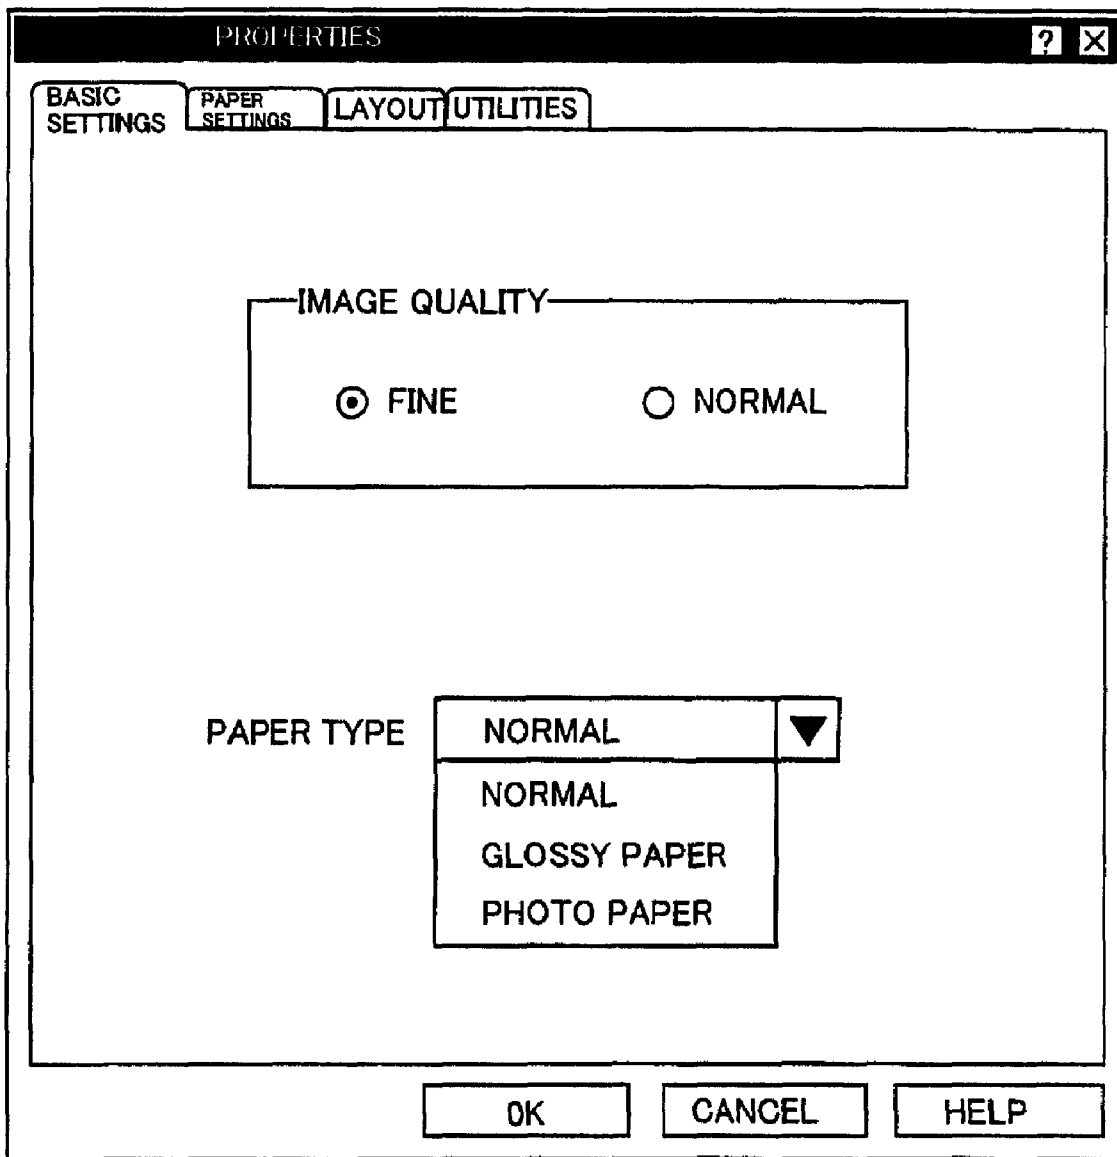 PROPERTIES
?
BASIC
SETTINGS
PAPER
SETTINGS
LAYOUT
UTILITIES
IMAGE QUALITY
FINE
NORMAL
PAPER TYPE
NORMAL
NORMAL
GLOSSY PAPER
PHOTO PAPER
OK
CANCEL
HELP